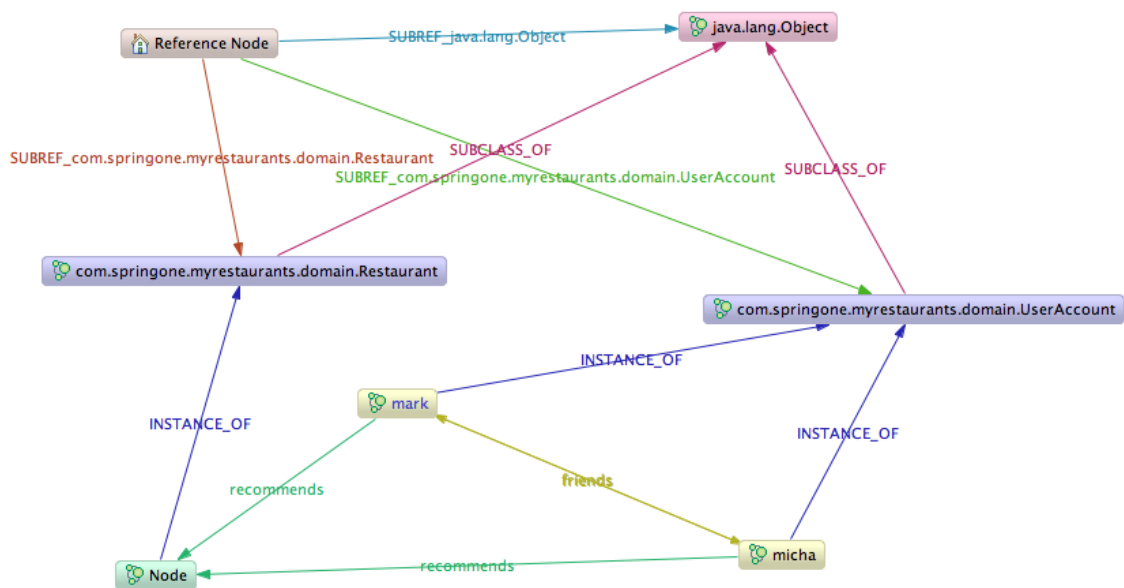 java.lang.Object
Reference Node
SUBREF_java.lang.Object
SUBREF_com.springone.myrestaurants.domain.Restaurant
SUBCLASS_OF
SUBREF_com.springone.myrestaurants.domain.UserAccount
SUBCLASS_OF
com.springone.myrestaurants.domain.Restaurant
com.springone.myrestaurants.domain.UserAccount
INSTANCE_OF
mark
INSTANCE_OF
INSTANCE_OF
friends
recommends
micha
recommends
Node